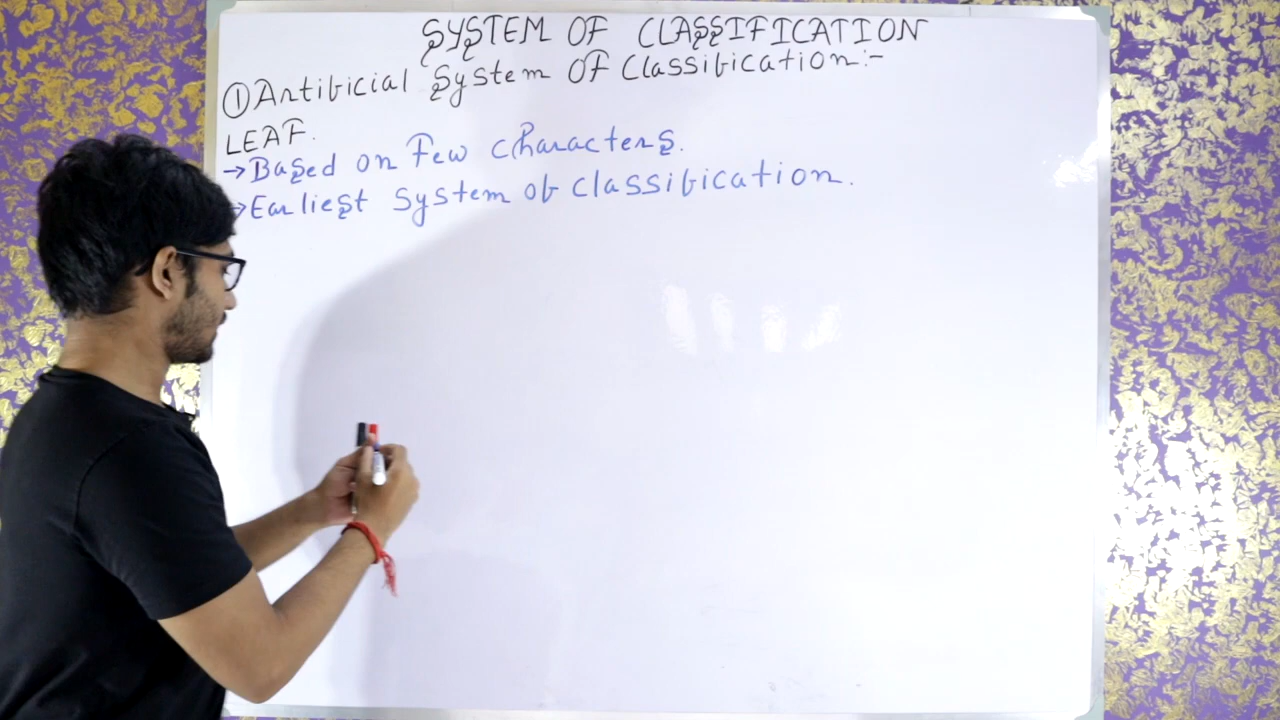 SYSTEM OF CLASSIFICATION
① Artificial System Of Classification:-
LEAF.
→Based on Few characters.
→Earliest System of classification.